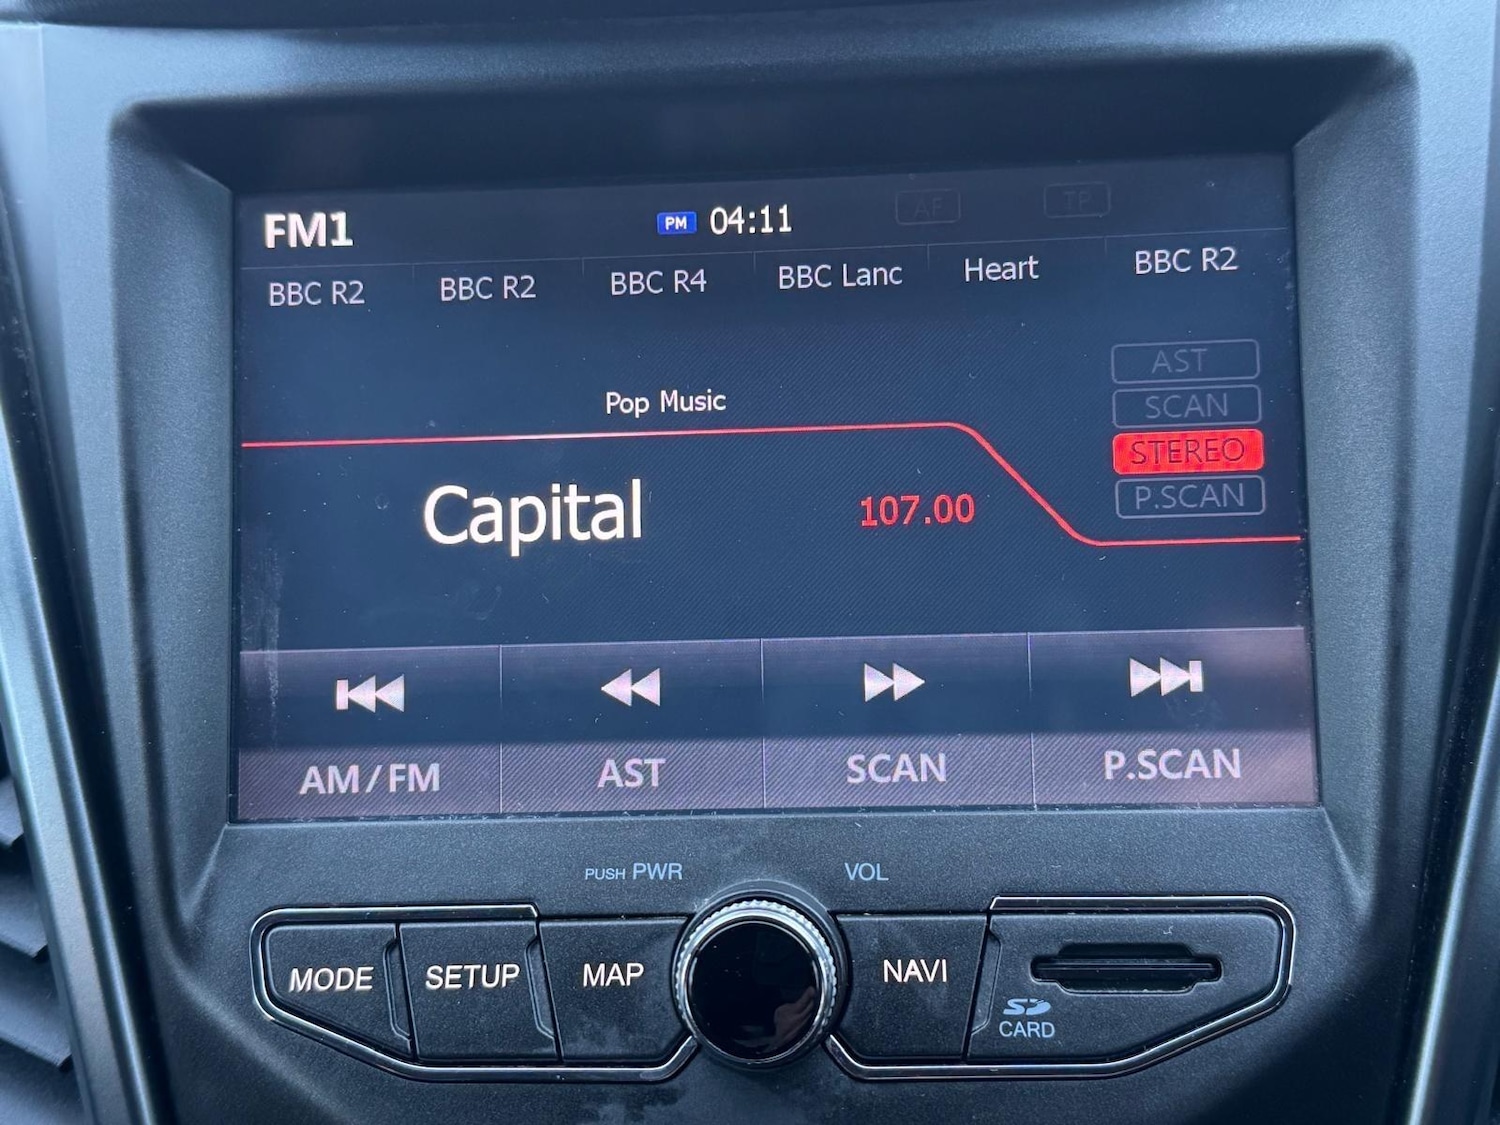 FM1 PM 04:11 AF TP
BBC R2 BBC R2 BBC R4 BBC Lanc Heart BBC R2
AST
Pop Music SCAN
STEREO
Capital 107.00 P.SCAN
AM/FM AST SCAN P.SCAN
PUSH PWR VOL
MODE SETUP MAP NAVI
SD
CARD